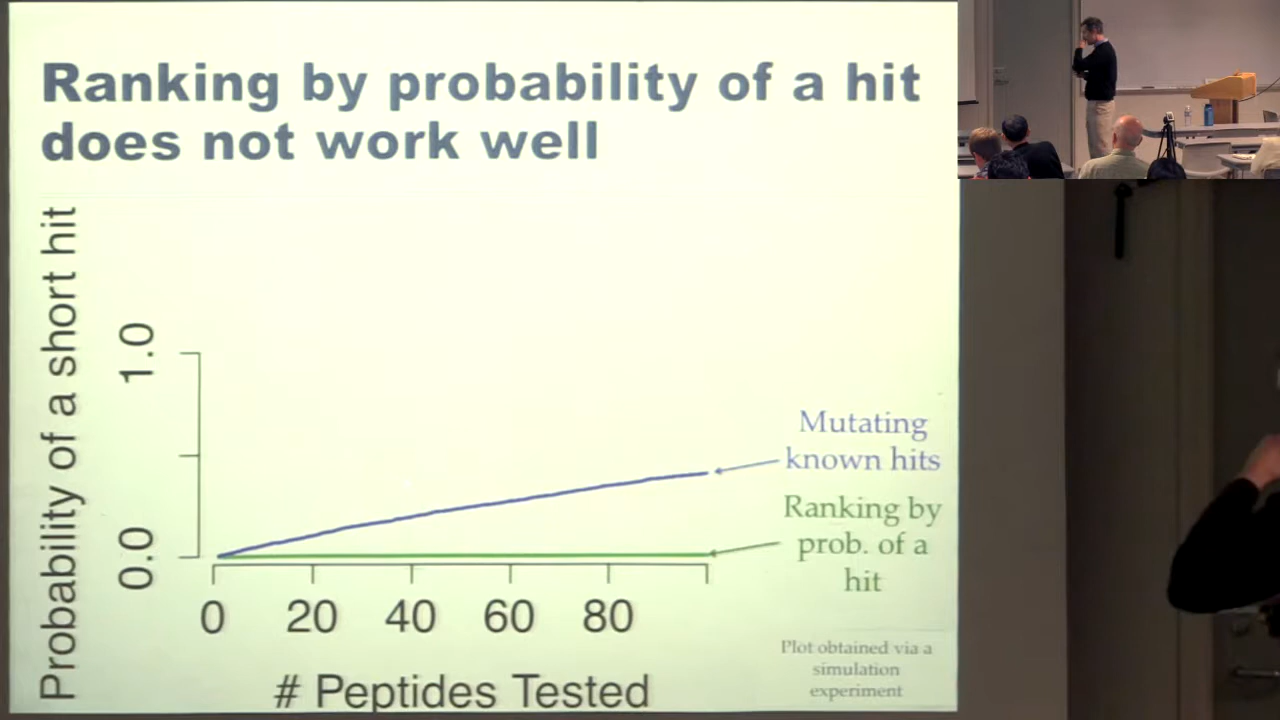 Ranking by probability of a hit
does not work well
Probability of a short hit
1.0
0.0
0 20 40 60 80
# Peptides Tested
Mutating
known hits
Ranking by
prob. of a
hit
Plot obtained via a
simulation
experiment